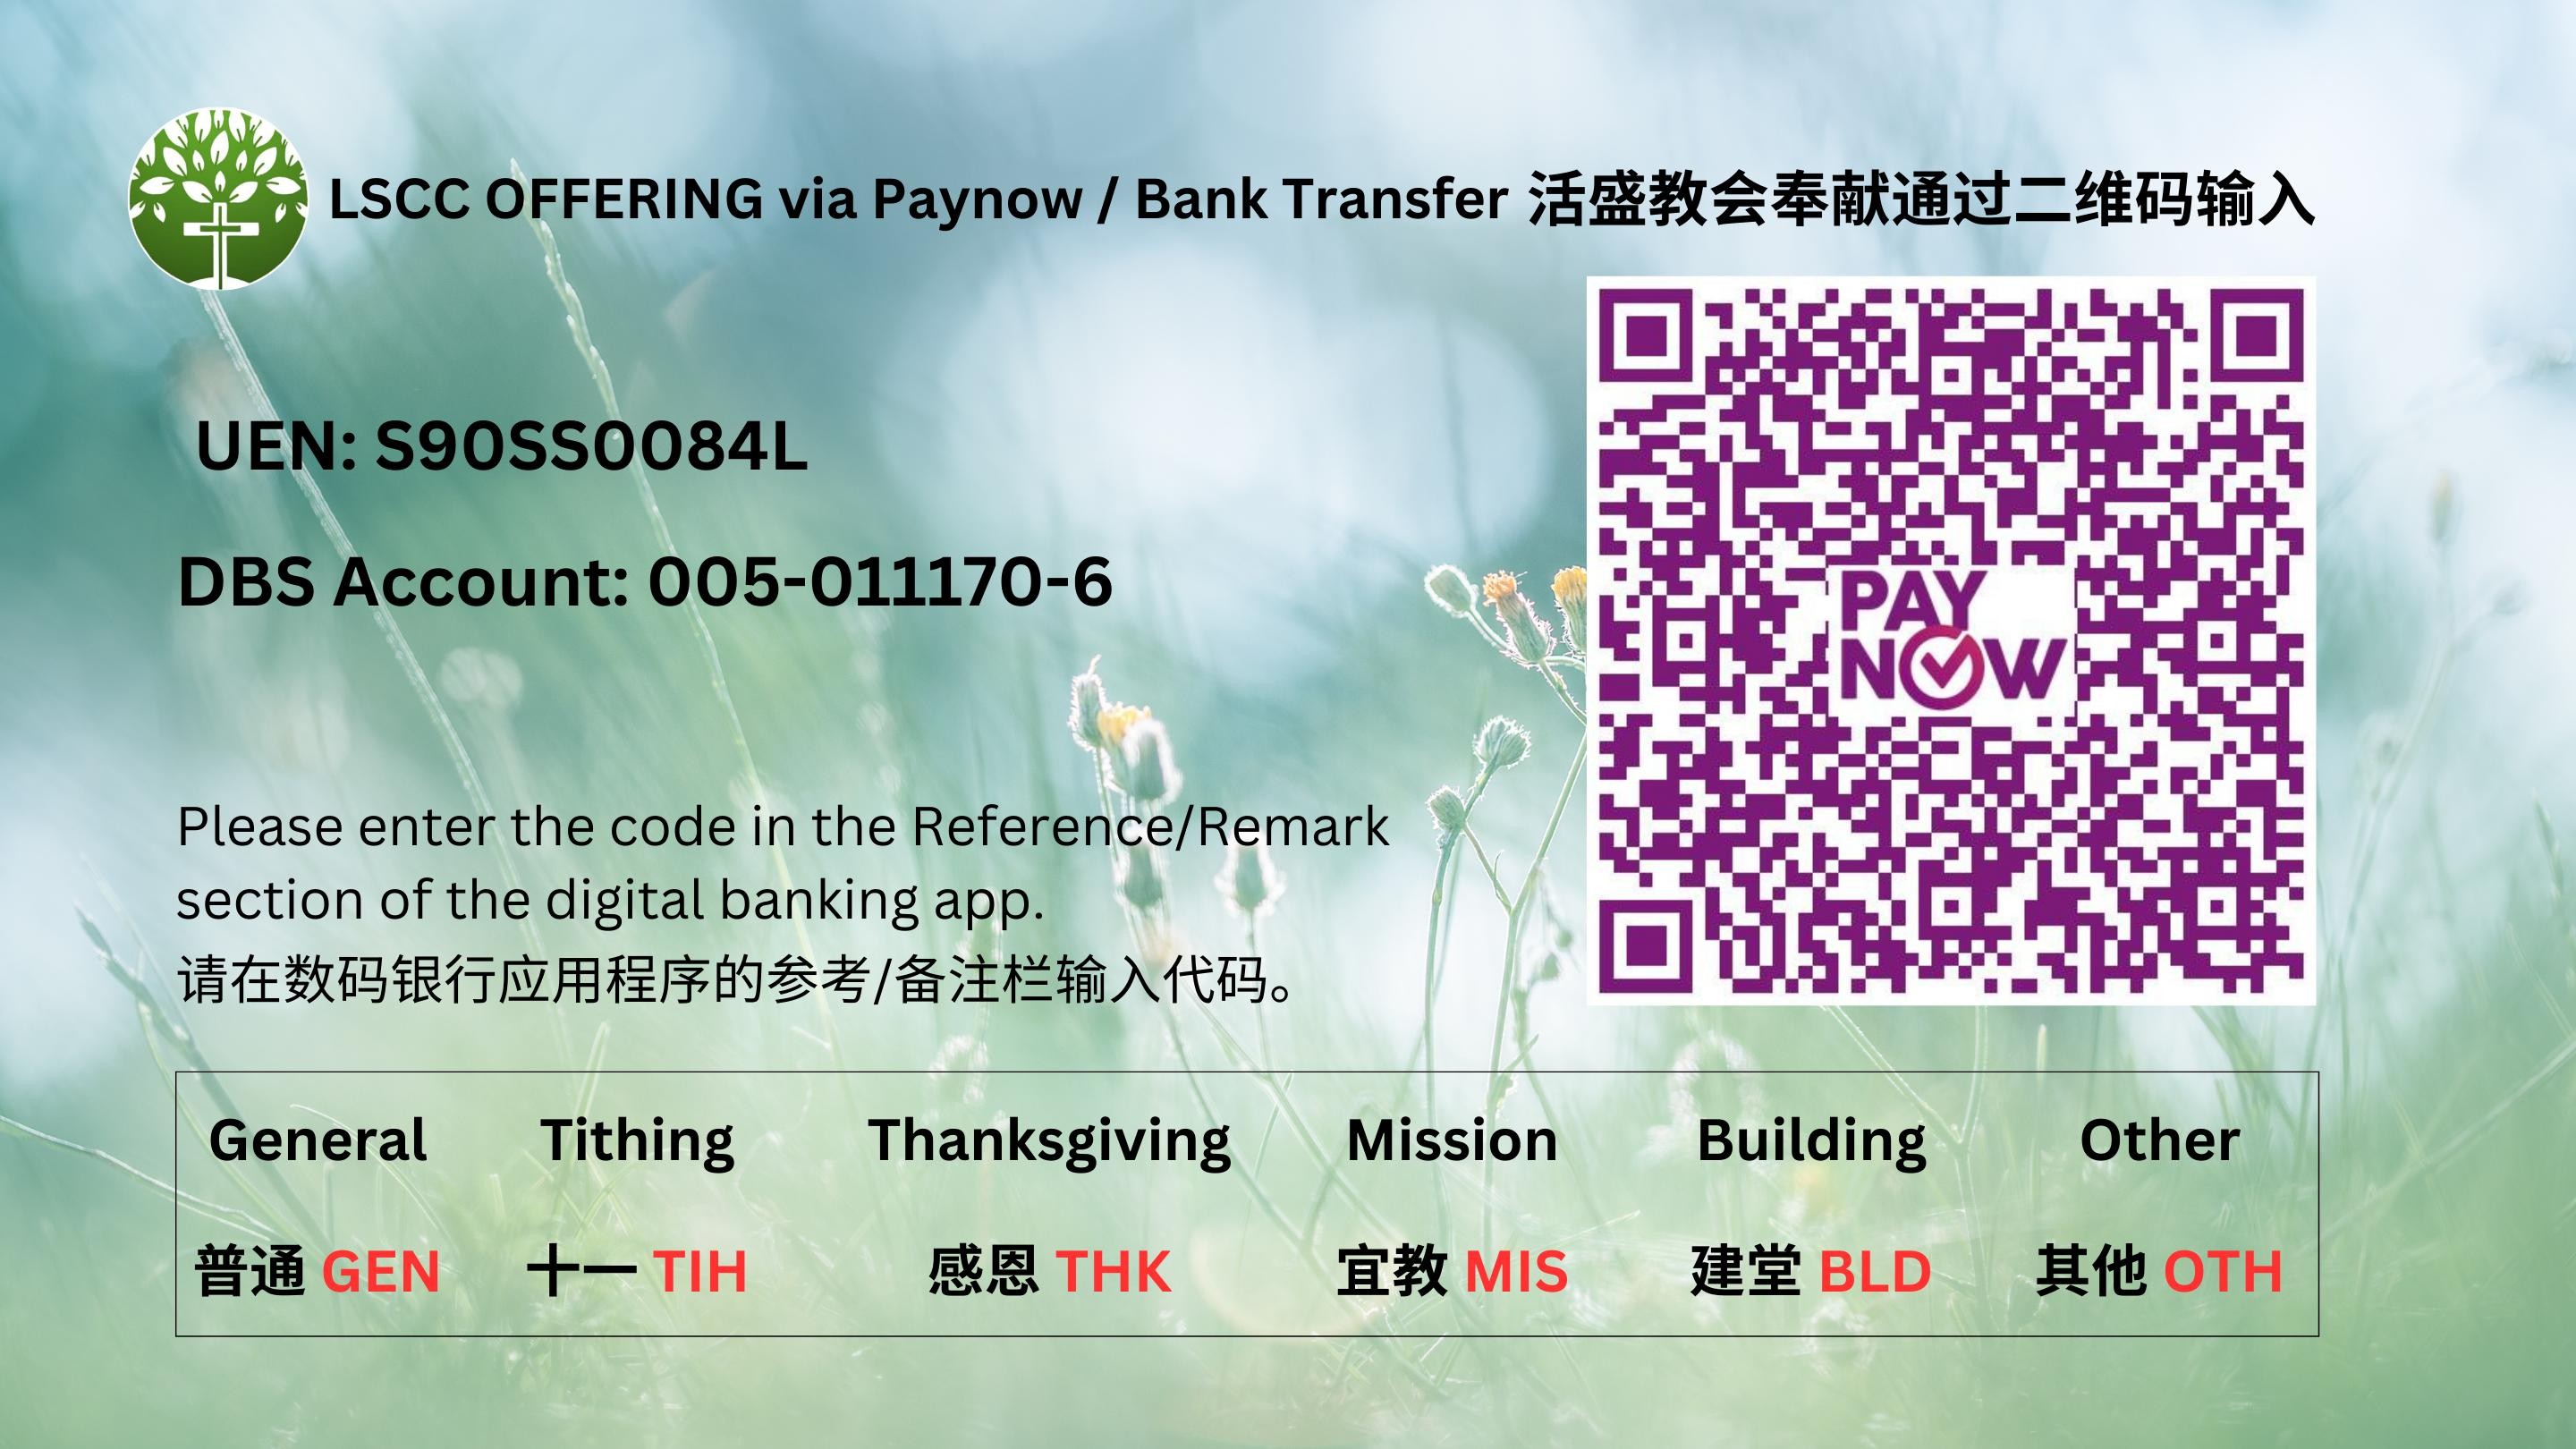 LSCC OFFERING via Paynow / Bank Transfer 活盛教会奉献通过二维码输入
UEN: S90SS0084L
DBS Account: 005-011170-6
PAY
NOW
Please enter the code in the Reference/Remark
section of the digital banking app.
请在数码银行应用程序的参考/备注栏输入代码。
General Tithing Thanksgiving Mission Building Other
普通 GEN 十一 TIH 感恩 THK 宜教 MIS 建堂 BLD 其他 OTH